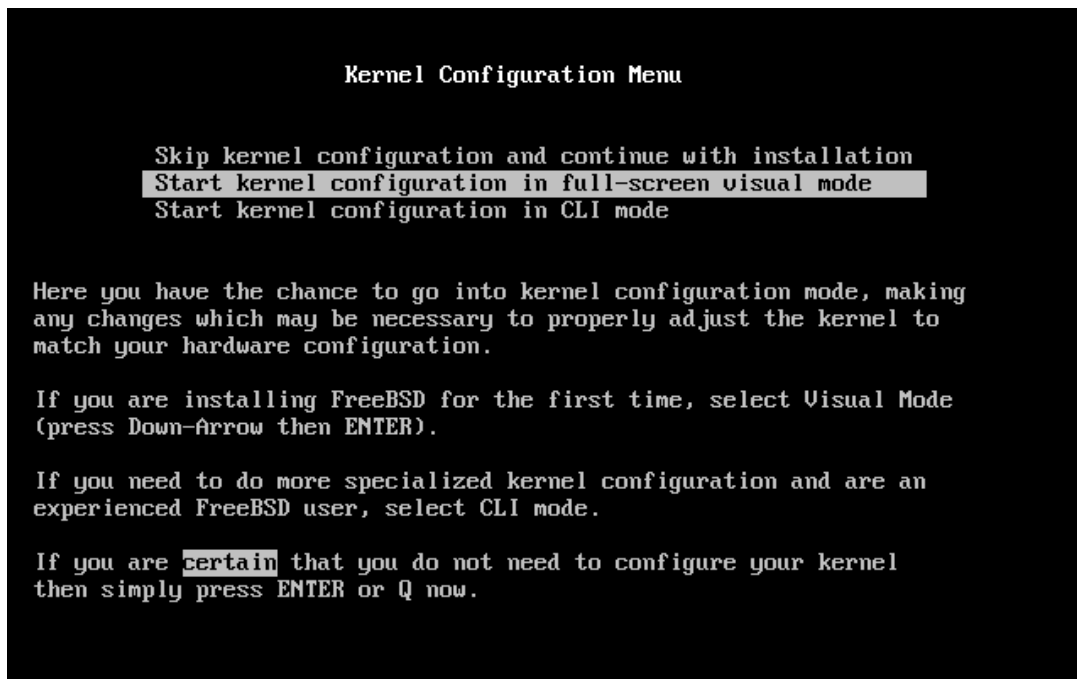 Kernel Configuration Menu
Skip kernel configuration and continue with installation
Start kernel configuration in full-screen visual mode
Start kernel configuration in CLI mode
Here you have the chance to go into kernel configuration mode, making
any changes which may be necessary to properly adjust the kernel to
match your hardware configuration.
If you are installing FreeBSD for the first time, select Visual Mode
(press Down-Arrow then ENTER).
If you need to do more specialized kernel configuration and are an
experienced FreeBSD user, select CLI mode.
If you are certain that you do not need to configure your kernel
then simply press ENTER or Q now.